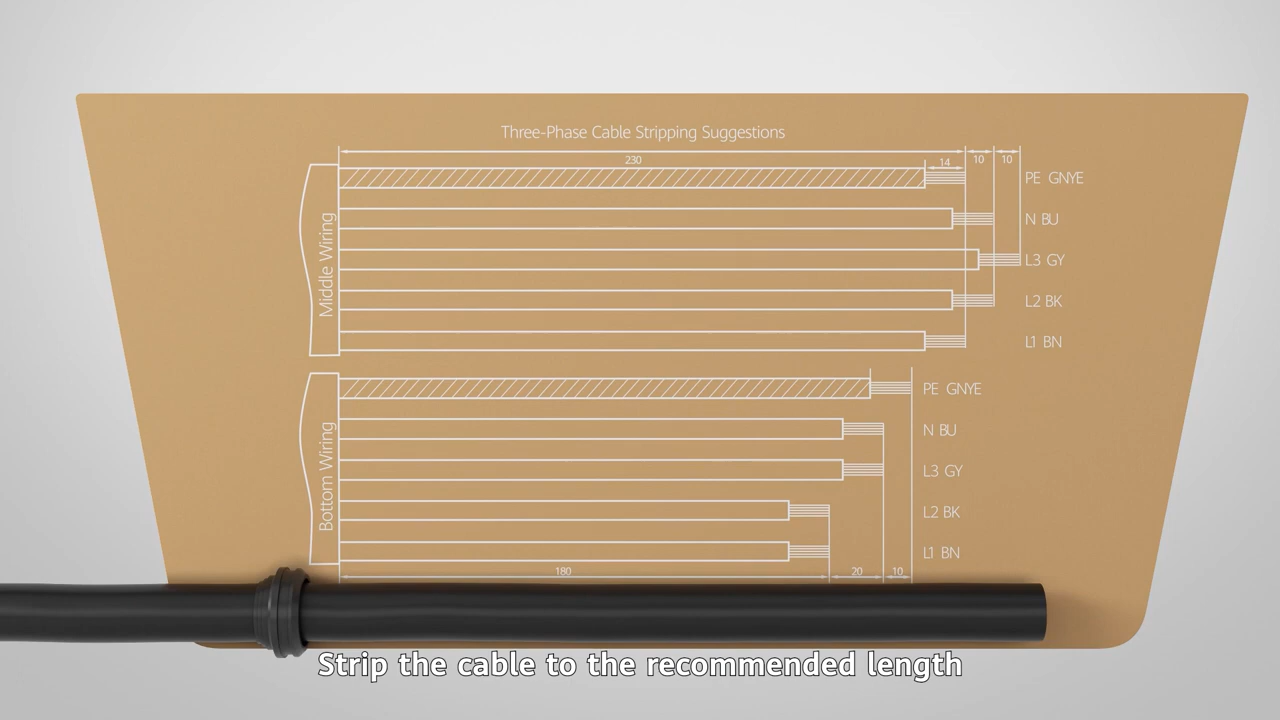 Three-Phase Cable Stripping Suggestions
230
14
10
10
Middle Wiring
PE GNYE
N BU
L3 GY
L2 BK
L1 BN
Bottom Wiring
PE GNYE
N BU
L3 GY
L2 BK
L1 BN
180
20
10
Strip the cable to the recommended length